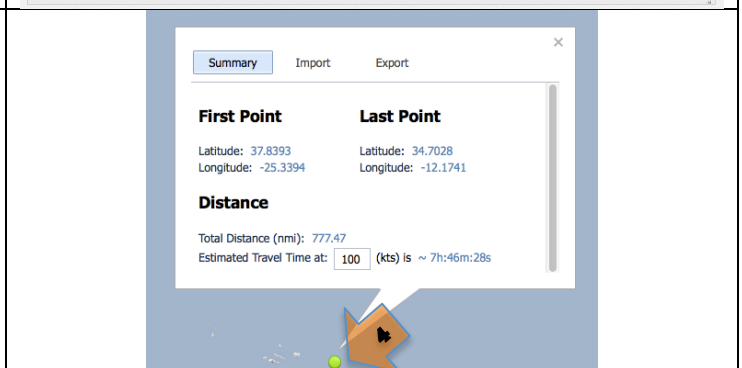 ×
Summary Import Export
First Point Last Point
Latitude: 37.8393 Latitude: 34.7028
Longitude: -25.3394 Longitude: -12.1741
Distance
Total Distance (nmi): 777.47
Estimated Travel Time at: 100 (kts) is ~ 7h:46m:28s
4